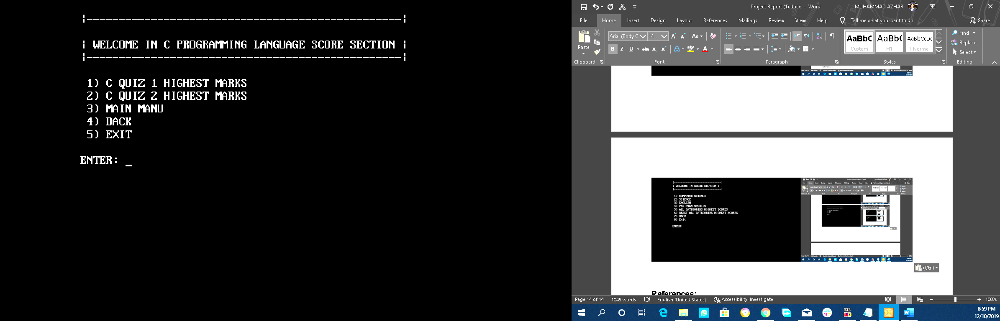 WELCOME IN C PROGRAMMING LANGUAGE SCORE SECTION
1) C QUIZ 1 HIGHEST MARKS
2) C QUIZ 2 HIGHEST MARKS
3) MAIN MANU
4) BACK
5) EXIT
ENTER: _
Project Report (1).docx - Word
MUHAMMAD AZHAR
File Home Insert Design Layout References Mailings Review View Help Tell me what you want to do Share
Arial (Body C 14 Aa
Paste
B I U abc x₂ x²
Clipboard Font Paragraph Styles Editing
AaBbC AaBb( AaBbCcDc
Custom H1 ¶ Normal
Find
Replace
Select
WELCOME IN SCORE SECTION
1) COMPUTER SCIENCE
2) SCIENCE
3) ENGLISH
4) PAKISTAN STUDIES
5) ALL CATEGORIRS HIGHEST SCORES
6) RESET ALL CATEGORIRS HIGHEST SCORES
7) BACK
8) Exit
ENTER:
(Ctrl)
References:
Page 14 of 14 1045 words English (United States) Accessibility: Investigate 100%
8:59 PM
12/10/2019